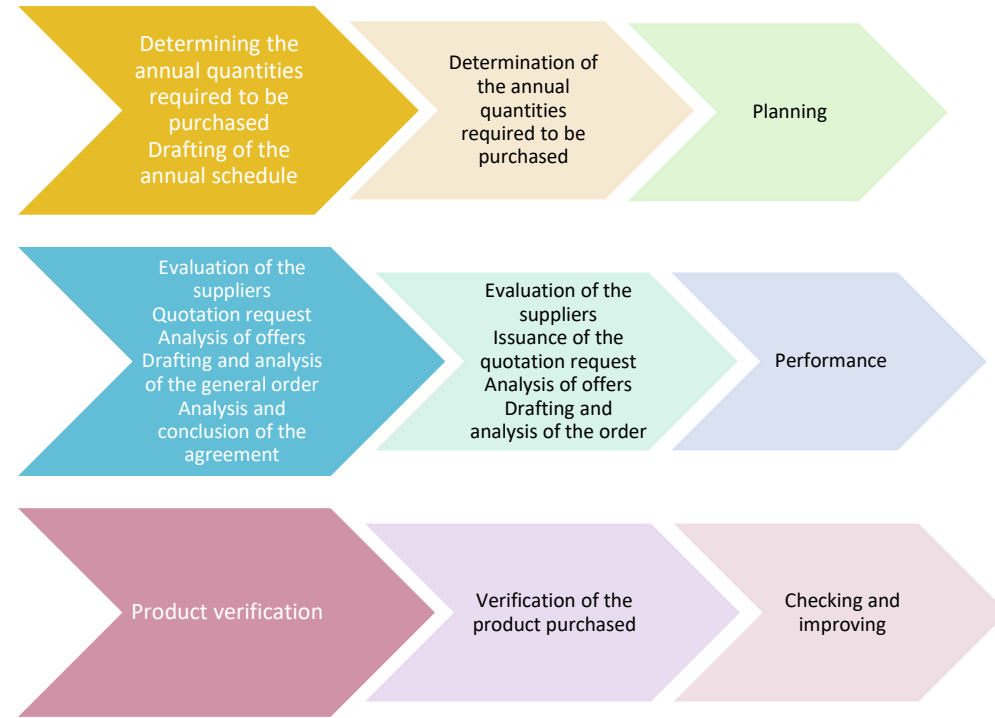 Determining the
annual quantities
required to be
purchased
Drafting of the
annual schedule
Determination of
the annual
quantities
required to be
purchased
Planning
Evaluation of the
suppliers
Quotation request
Analysis of offers
Drafting and analysis
of the general order
Analysis and
conclusion of the
agreement
Evaluation of the
suppliers
Issuance of the
quotation request
Analysis of offers
Drafting and
analysis of the order
Performance
Product verification
Verification of the
product purchased
Checking and
improving